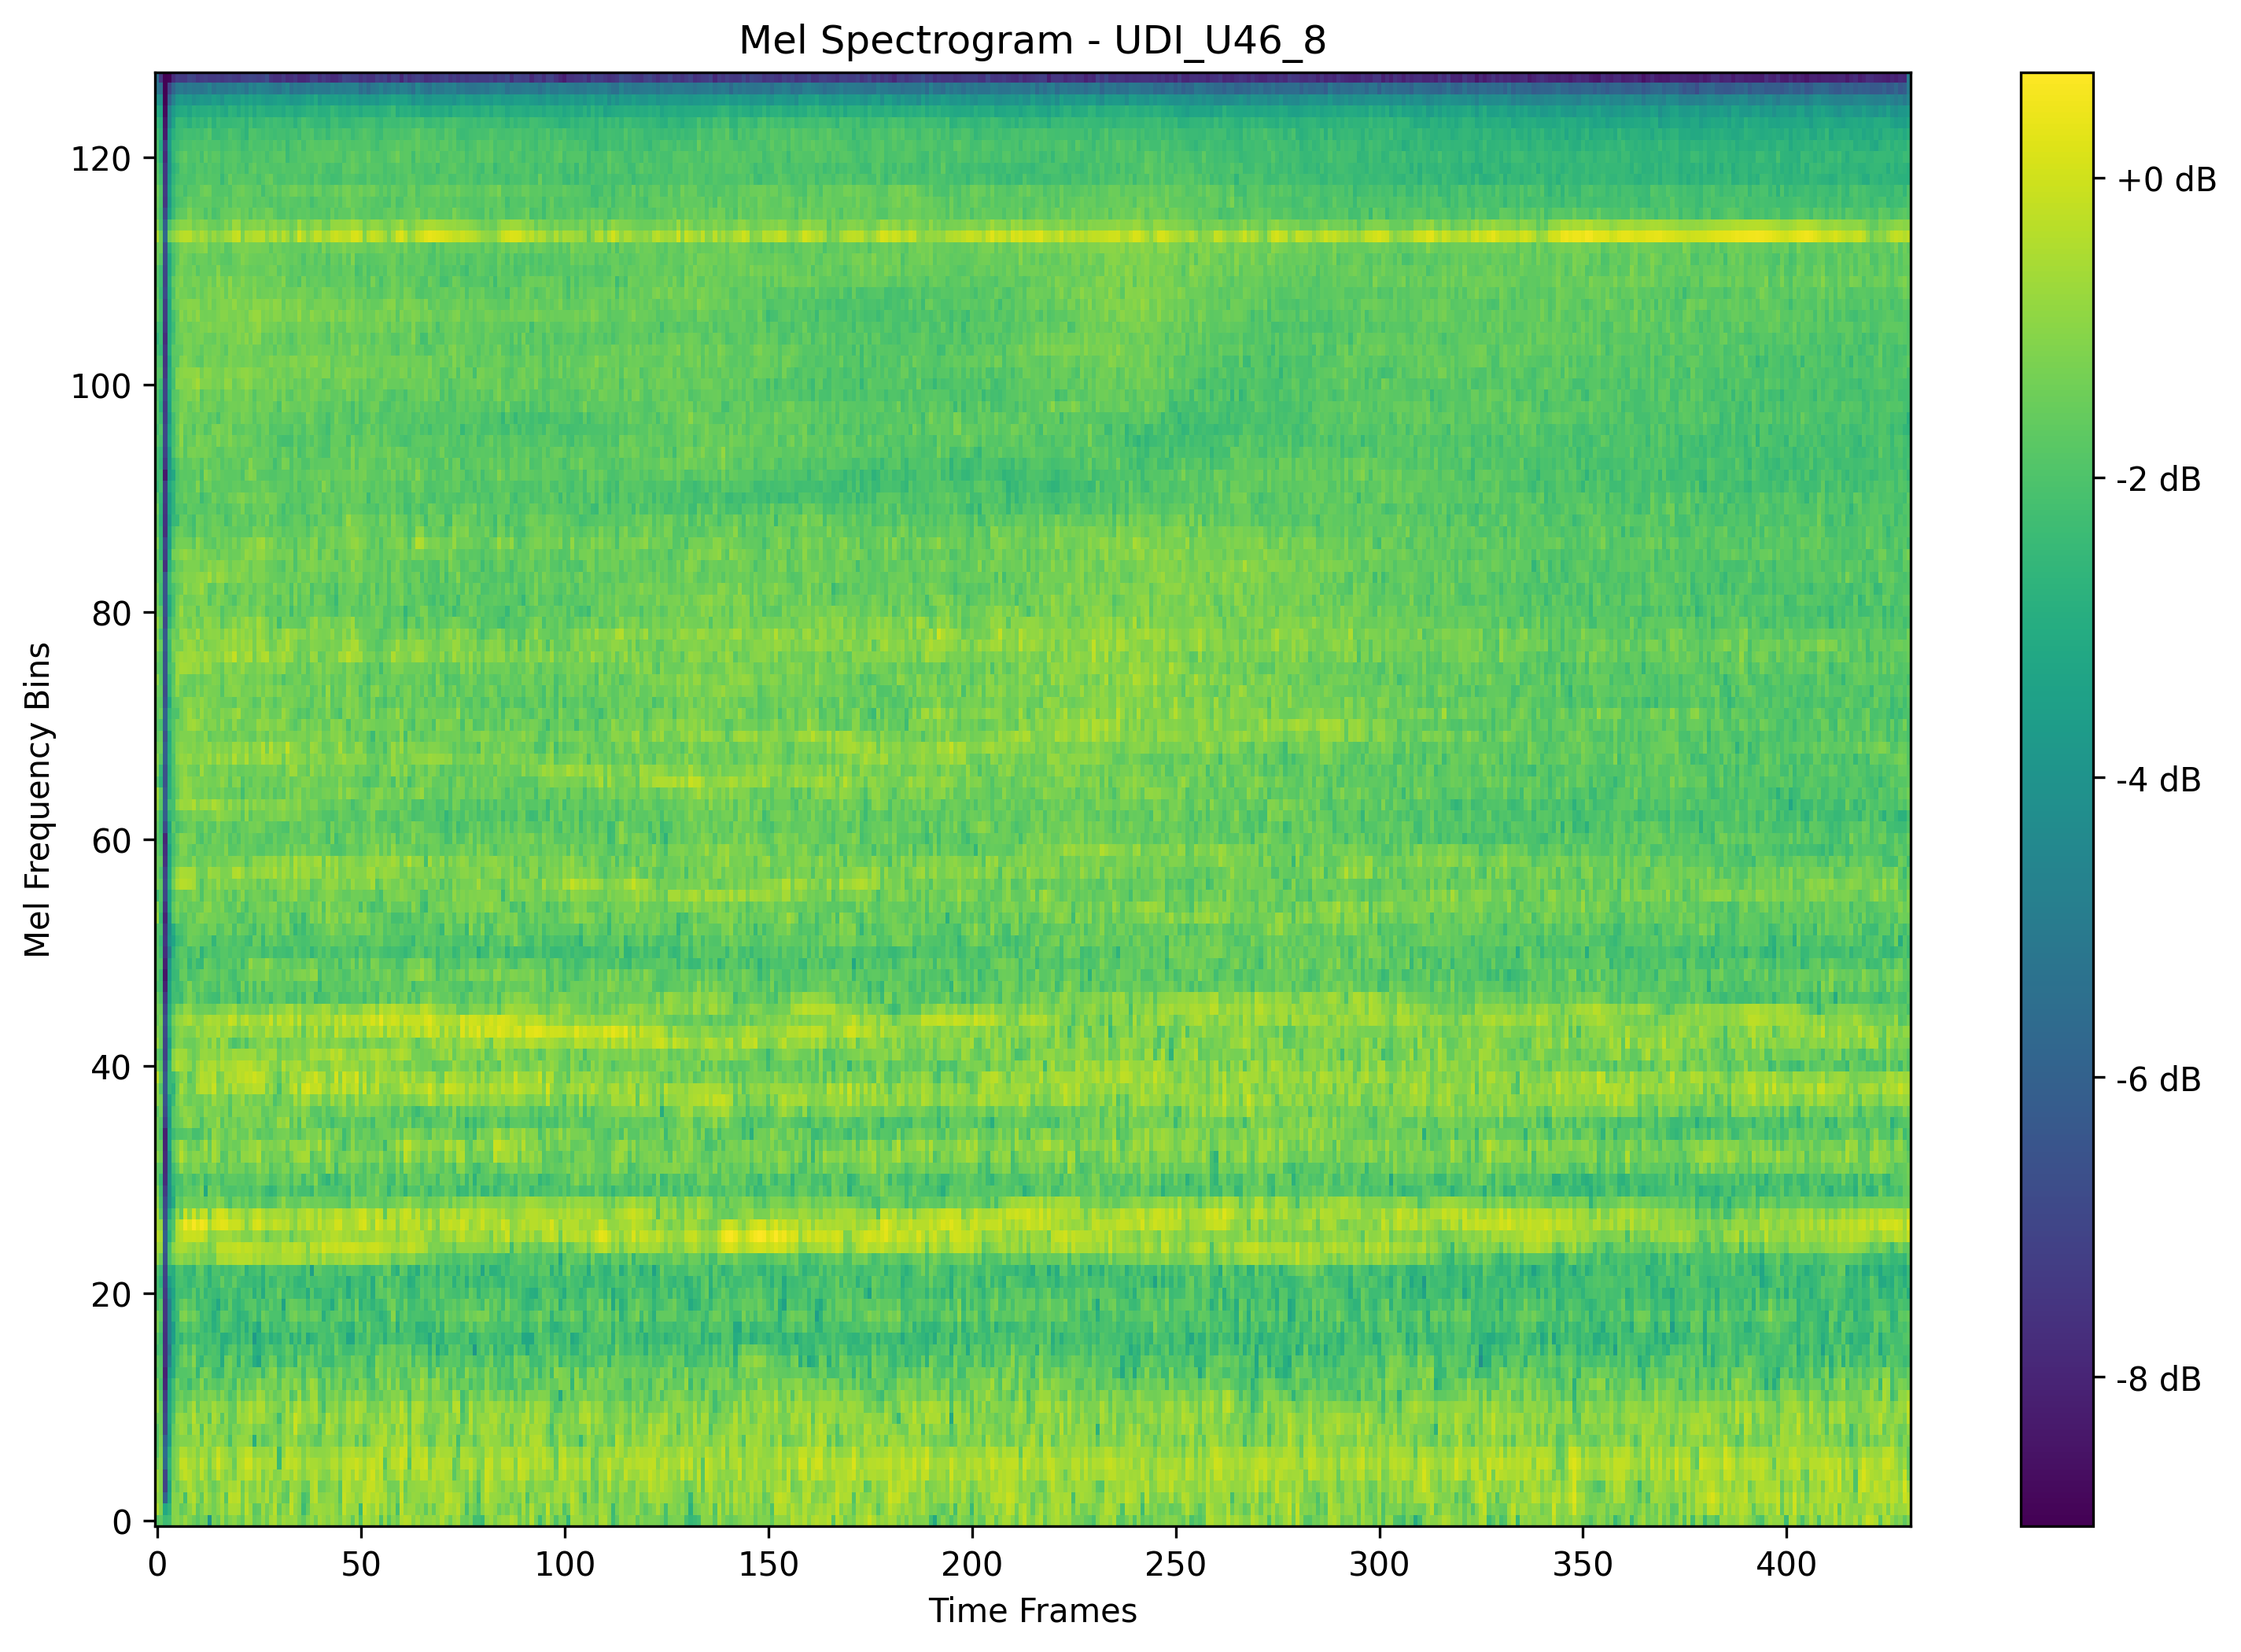 Mel Spectrogram - UDI_U46_8
Mel Frequency Bins
120
100
80
60
40
20
0
0 50 100 150 200 250 300 350 400
Time Frames
+0 dB
-2 dB
-4 dB
-6 dB
-8 dB